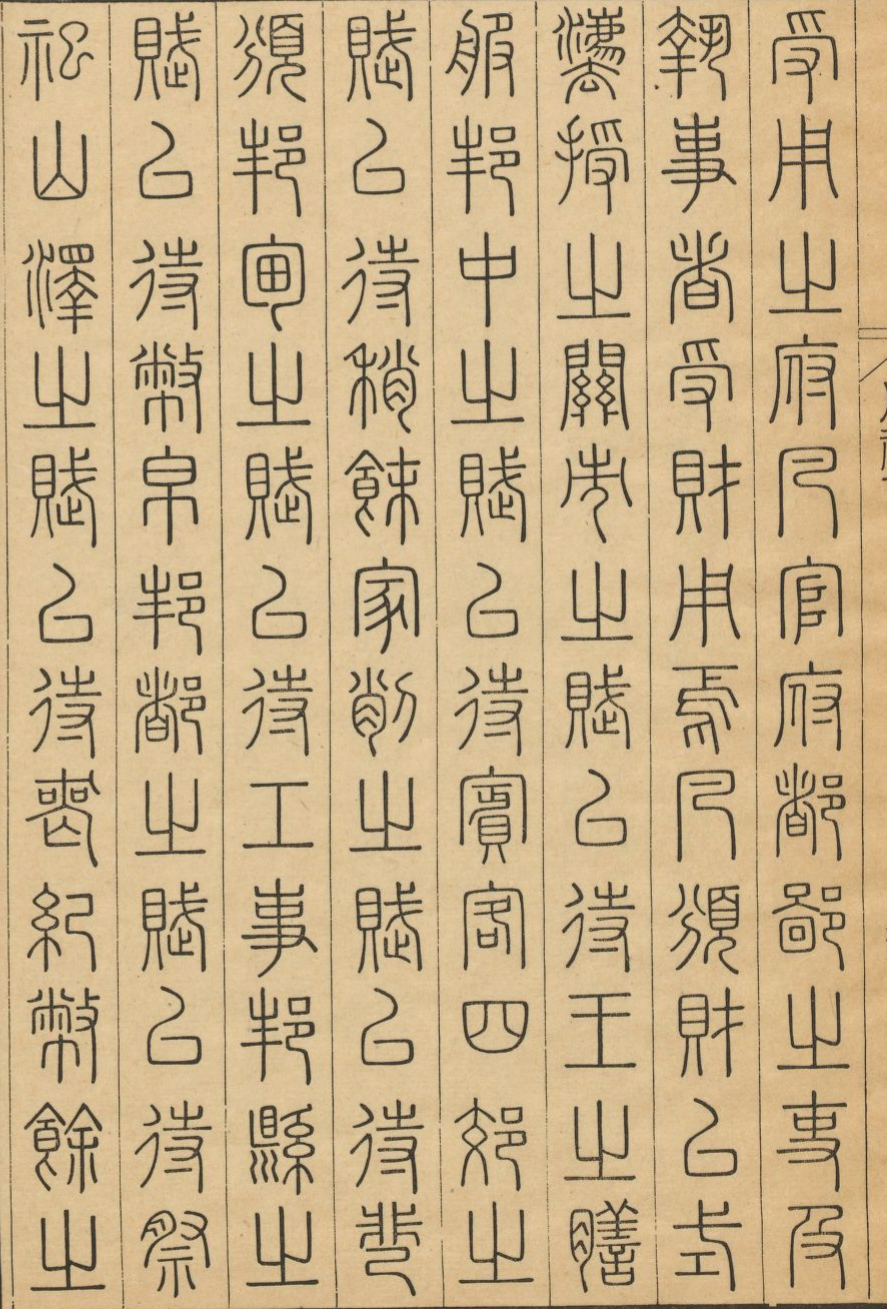 受用之府凡官府都鄙之吏及
執事者受財用焉凡頒財以式
灋授之關市之賦以待王之膳
服邦中之賦以待賓客四郊之
賦以待稍䬴家削之賦以待匪
頒邦甸之賦以待工事邦縣之
賦以待幣帛邦都之賦以待祭
祀山澤之賦以待喪紀幣餘之